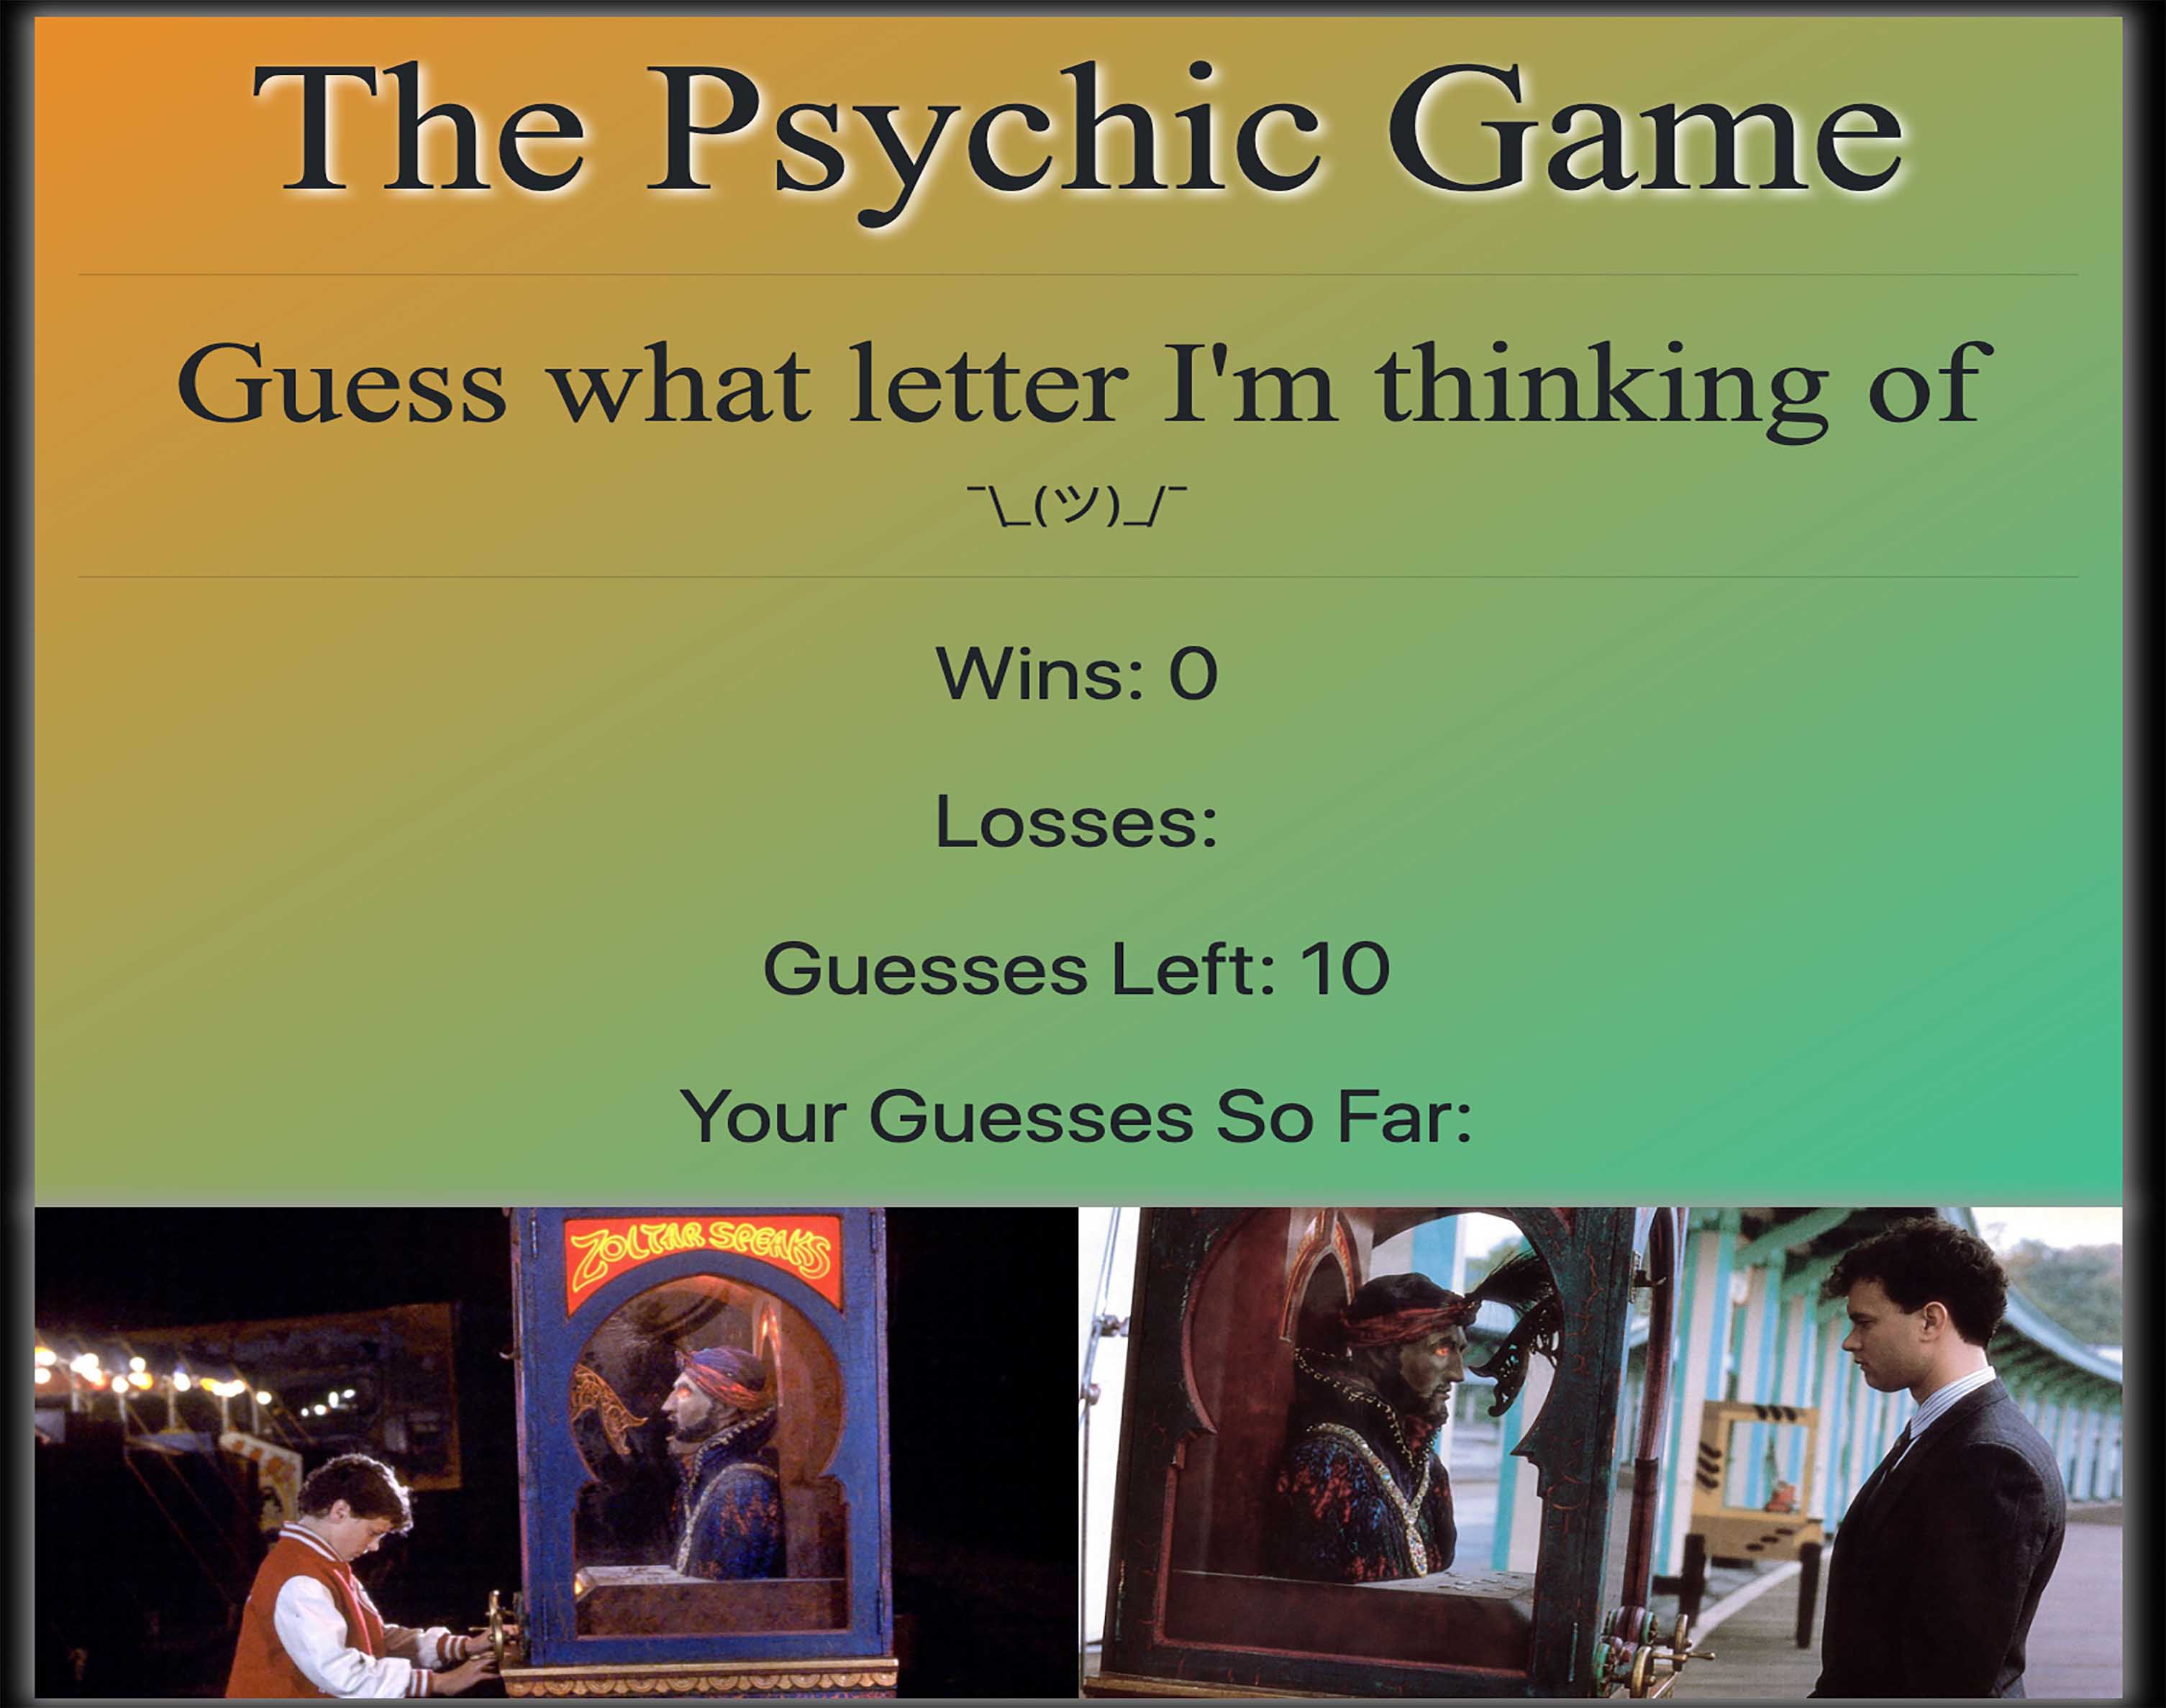 The Psychic Game
Guess what letter I'm thinking of
¯\_(ツ)_/¯
Wins: 0
Losses:
Guesses Left: 10
Your Guesses So Far:
ZOLTAR SPEAKS